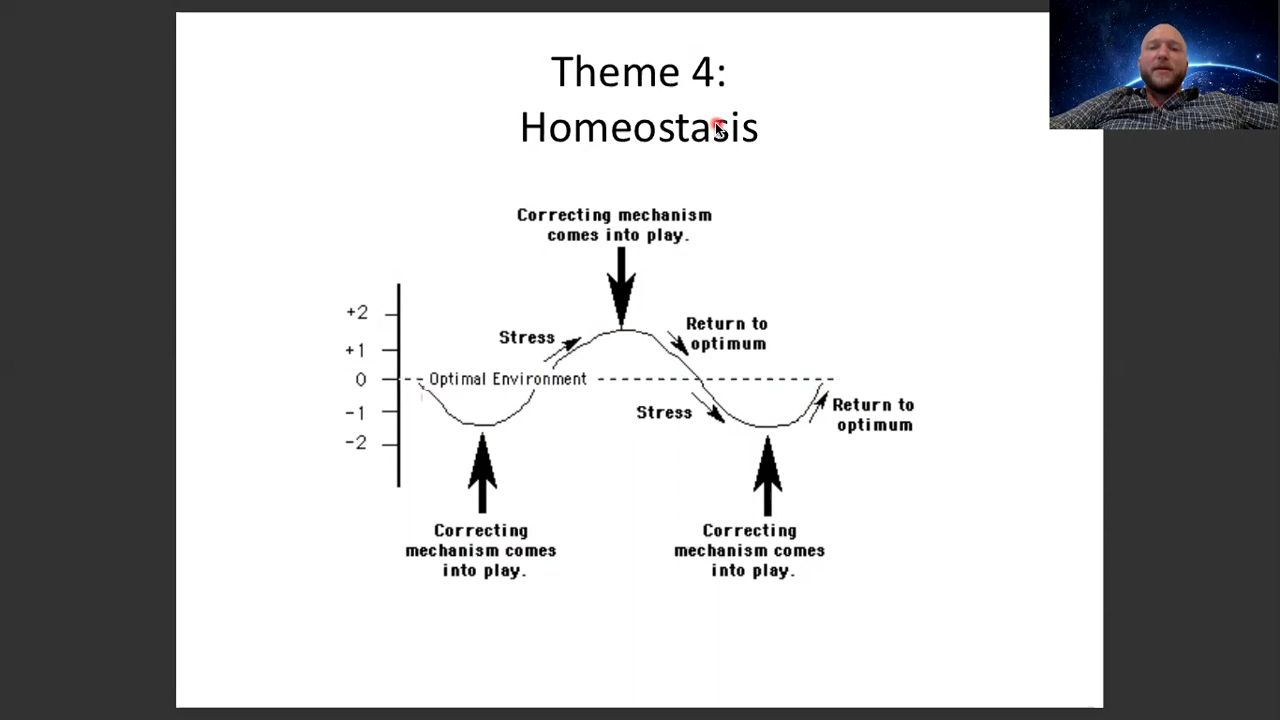 Theme 4:
Homeostasis
Correcting mechanism
comes into play.
+2
+1
0
-1
-2
Stress
Return to
optimum
Optimal Environment
Stress
Return to
optimum
Correcting
mechanism comes
into play.
Correcting
mechanism comes
into play.